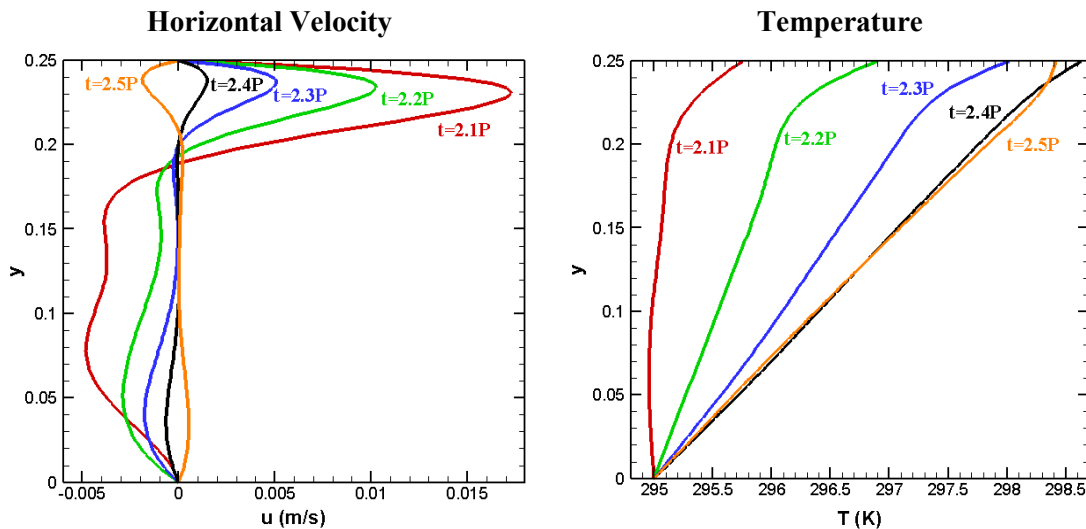 Horizontal Velocity
0.25
0.2
0.15
0.1
0.05
0
y
t=2.5P
t=2.4P
t=2.3P
t=2.2P
t=2.1P
-0.005
0
0.005
0.01
0.015
u (m/s)
Temperature
0.25
0.2
0.15
0.1
0.05
0
y
t=2.1P
t=2.2P
t=2.3P
t=2.4P
t=2.5P
295
295.5
296
296.5
297
297.5
298
298.5
T (K)